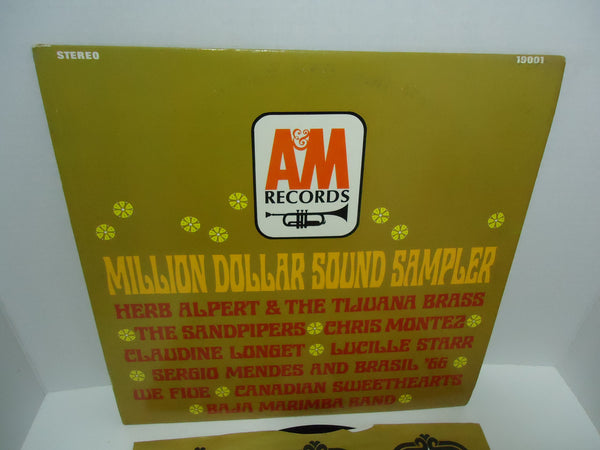 STEREO 19001
A&M
RECORDS
MILLION DOLLAR SOUND SAMPLER
HERB ALPERT & THE TIJUANA BRASS
THE SANDPIPERS CHRIS MONTEZ
CLAUDINE LONGET LUCILLE STARR
SERGIO MENDES AND BRASIL '66
WE FIVE CANADIAN SWEETHEARTS
BAJA MARIMBA BAND